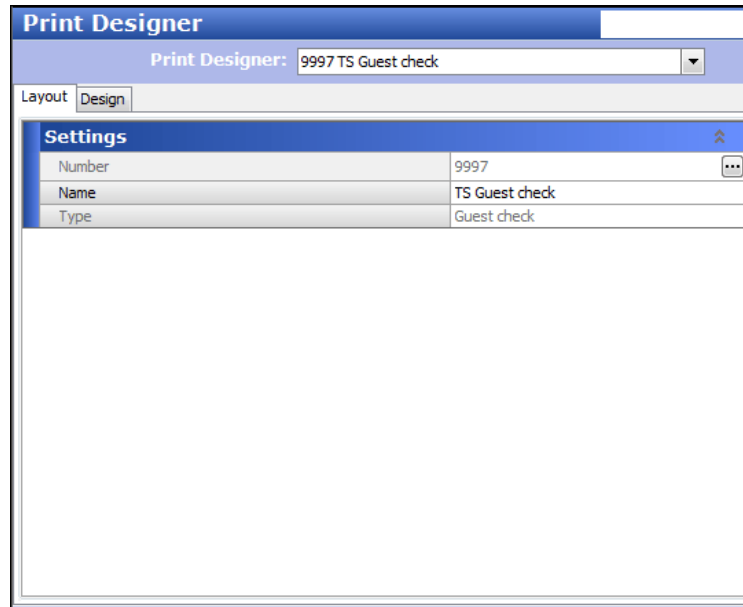 Print Designer
Print Designer: 9997 TS Guest check
Layout Design
Settings
Number 9997
Name TS Guest check
Type Guest check